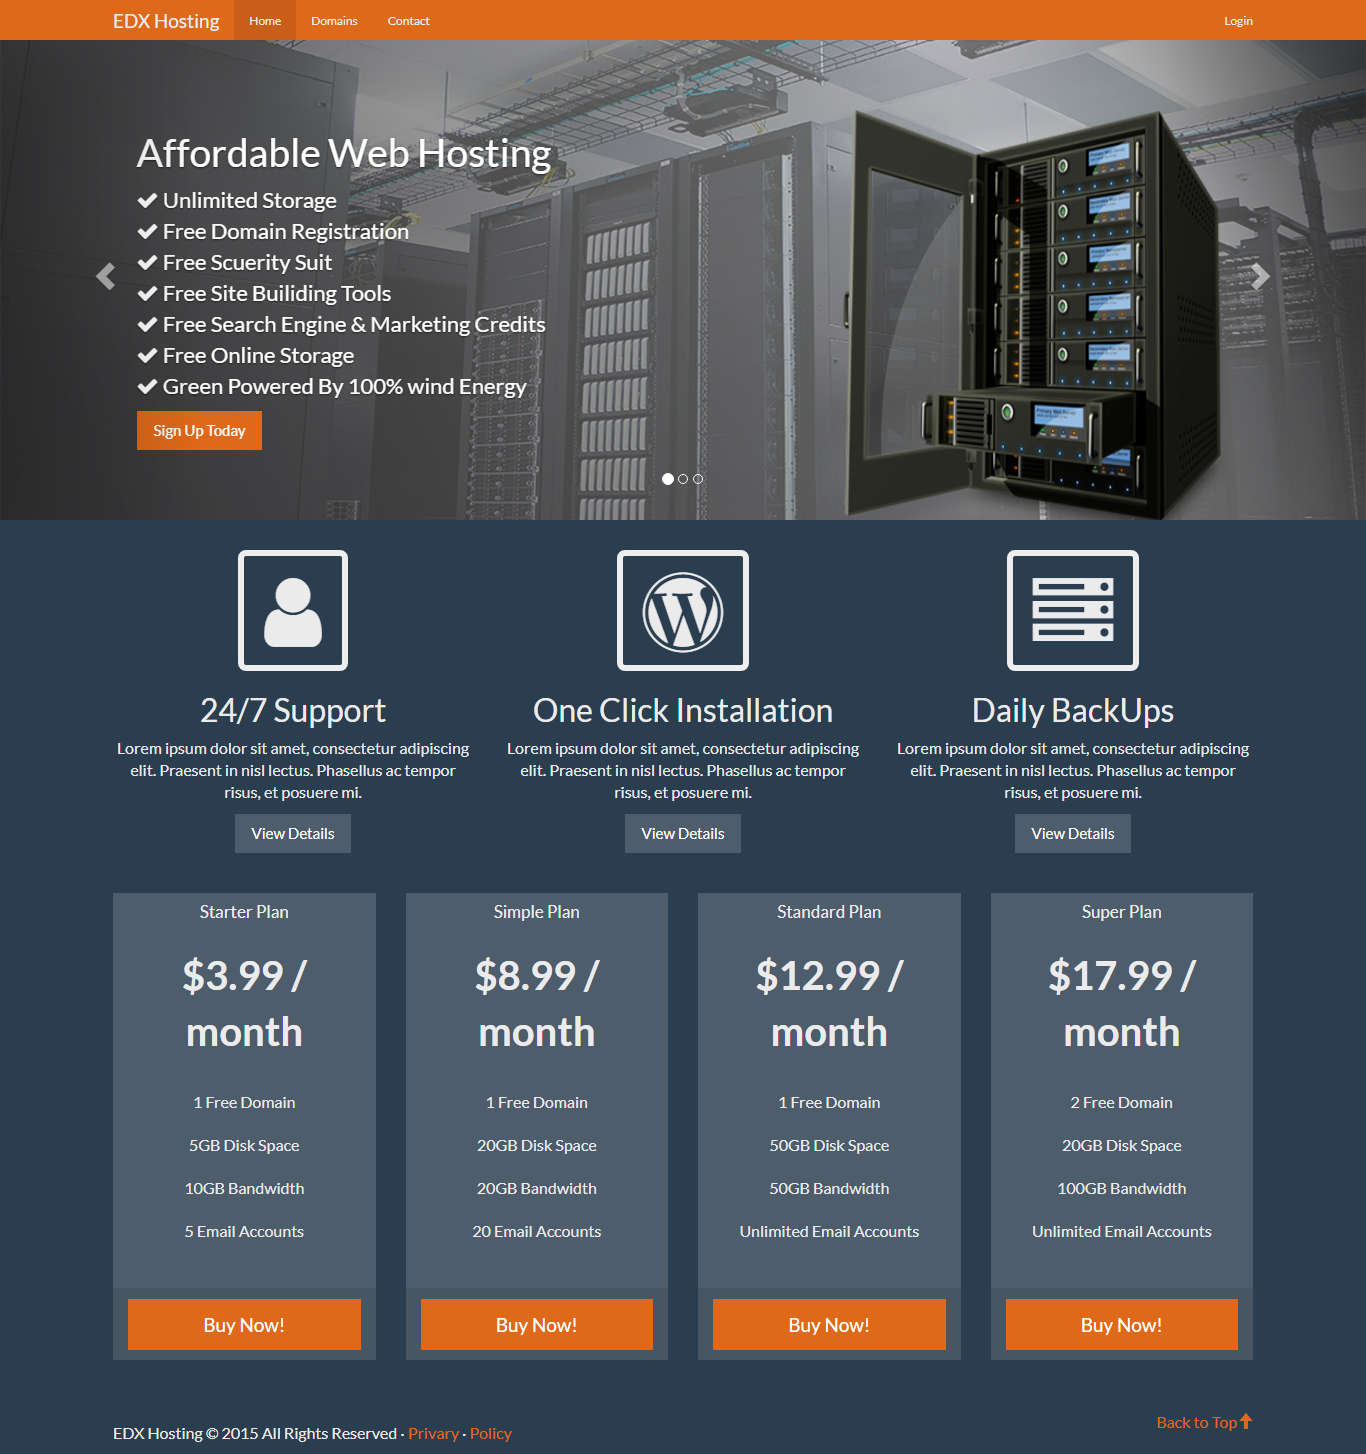 EDX Hosting
Home
Domains
Contact
Login
Affordable Web Hosting
Unlimited Storage
Free Domain Registration
Free Scuerity Suit
Free Site Builiding Tools
Free Search Engine & Marketing Credits
Free Online Storage
Green Powered By 100% wind Energy
Sign Up Today
24/7 Support
Lorem ipsum dolor sit amet, consectetur adipiscing
elit. Praesent in nisl lectus. Phasellus ac tempor
risus, et posuere mi.
View Details
One Click Installation
Lorem ipsum dolor sit amet, consectetur adipiscing
elit. Praesent in nisl lectus. Phasellus ac tempor
risus, et posuere mi.
View Details
Daily BackUps
Lorem ipsum dolor sit amet, consectetur adipiscing
elit. Praesent in nisl lectus. Phasellus ac tempor
risus, et posuere mi.
View Details
Starter Plan
$3.99 /
month
1 Free Domain
5GB Disk Space
10GB Bandwidth
5 Email Accounts
Buy Now!
Simple Plan
$8.99 /
month
1 Free Domain
20GB Disk Space
20GB Bandwidth
20 Email Accounts
Buy Now!
Standard Plan
$12.99 /
month
1 Free Domain
50GB Disk Space
50GB Bandwidth
Unlimited Email Accounts
Buy Now!
Super Plan
$17.99 /
month
2 Free Domain
20GB Disk Space
100GB Bandwidth
Unlimited Email Accounts
Buy Now!
Back to Top
EDX Hosting © 2015 All Rights Reserved · Privary · Policy